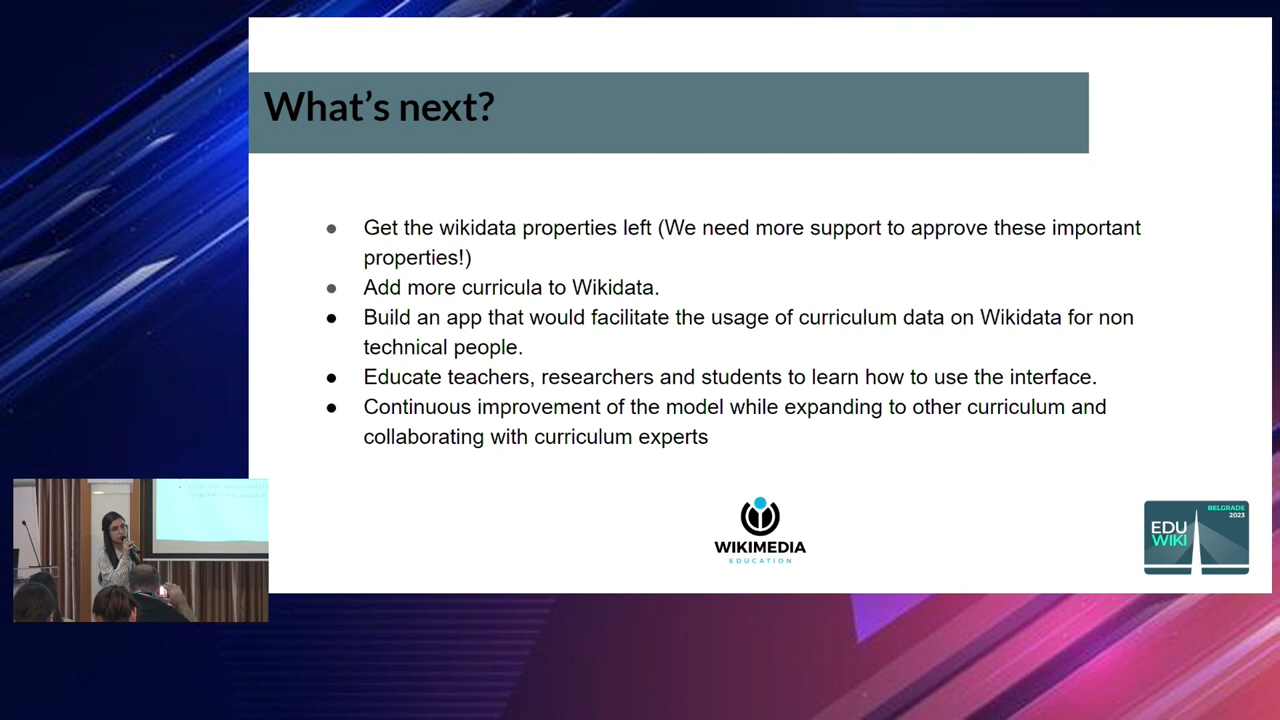 What's next?
● Get the wikidata properties left (We need more support to approve these important
properties!)
● Add more curricula to Wikidata.
● Build an app that would facilitate the usage of curriculum data on Wikidata for non
technical people.
● Educate teachers, researchers and students to learn how to use the interface.
● Continuous improvement of the model while expanding to other curriculum and
collaborating with curriculum experts
WIKIMEDIA
EDUCATION
BELGRADE
2023
EDU
WIKI